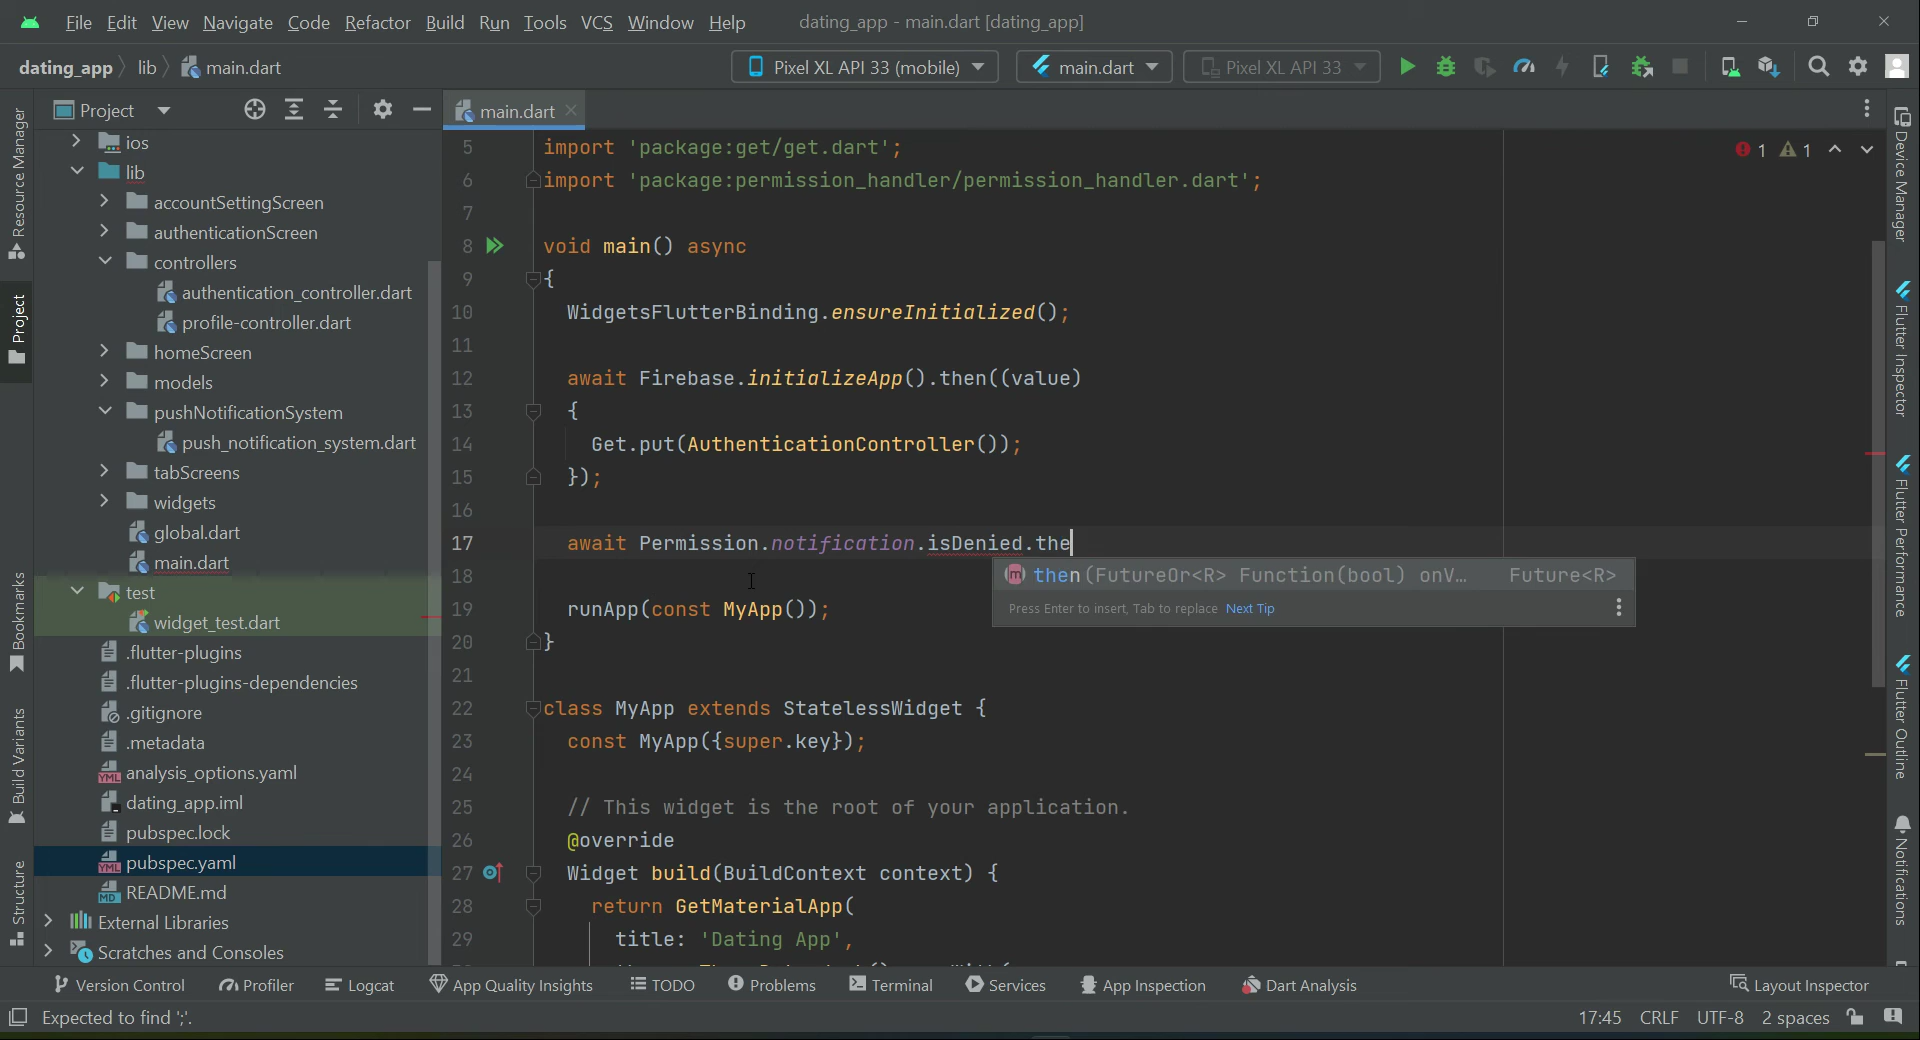 File Edit View Navigate Code Refactor Build Run Tools VCS Window Help dating_app - main.dart [dating_app]
dating_app lib main.dart Pixel XL API 33 (mobile) main.dart Pixel XL API 33
Project
main.dart
ios
lib
accountSettingScreen
authenticationScreen
controllers
authentication_controller.dart
profile-controller.dart
homeScreen
models
pushNotificationSystem
push_notification_system.dart
tabScreens
widgets
global.dart
main.dart
test
widget_test.dart
.flutter-plugins
.flutter-plugins-dependencies
.gitignore
.metadata
analysis_options.yaml
dating_app.iml
pubspec.lock
pubspec.yaml
README.md
External Libraries
Scratches and Consoles
Resource Manager
Project
Bookmarks
Build Variants
Structure
5 import 'package:get/get.dart';
6 import 'package:permission_handler/permission_handler.dart';
7
8 void main() async
9 {
10 WidgetsFlutterBinding.ensureInitialized();
11
12 await Firebase.initializeApp().then((value)
13 {
14 Get.put(AuthenticationController());
15 });
16
17 await Permission.notification.isDenied.the
18
19 runApp(const MyApp());
20 }
21
22 class MyApp extends StatelessWidget {
23 const MyApp({super.key});
24
25 // This widget is the root of your application.
26 @override
27 Widget build(BuildContext context) {
28 return GetMaterialApp(
29 title: 'Dating App',
1 1
then(FutureOr<R> Function(bool) onV… Future<R>
Press Enter to insert, Tab to replace Next Tip
Device Manager
Flutter Inspector
Flutter Performance
Flutter Outline
Notifications
Version Control Profiler Logcat App Quality Insights TODO Problems Terminal Services App Inspection Dart Analysis Layout Inspector
Expected to find ';'. 17:45 CRLF UTF-8 2 spaces